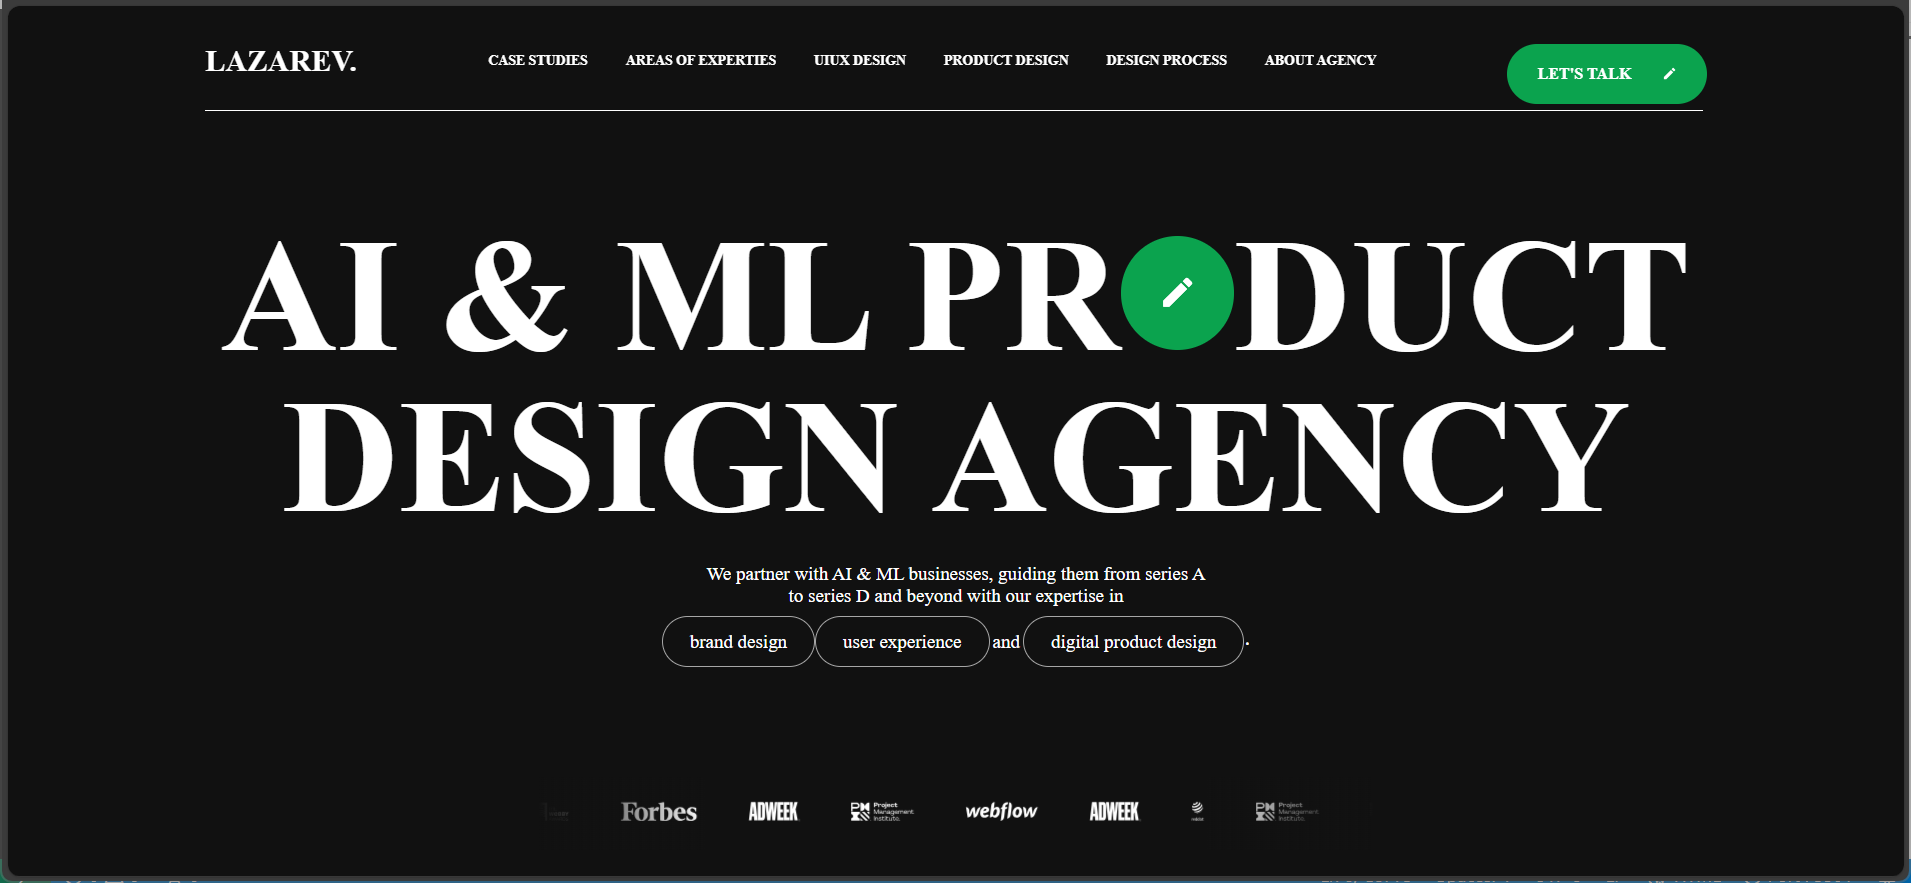 LAZAREV.
CASE STUDIES
AREAS OF EXPERTIES
UIUX DESIGN
PRODUCT DESIGN
DESIGN PROCESS
ABOUT AGENCY
LET'S TALK
AI & ML PR DUCT
DESIGN AGENCY
We partner with AI & ML businesses, guiding them from series A
to series D and beyond with our expertise in
brand design user experience and digital product design .
Forbes
ADWEEK
PM
Project
Management
Institute.
webflow
ADWEEK
Project
Management
Institute.